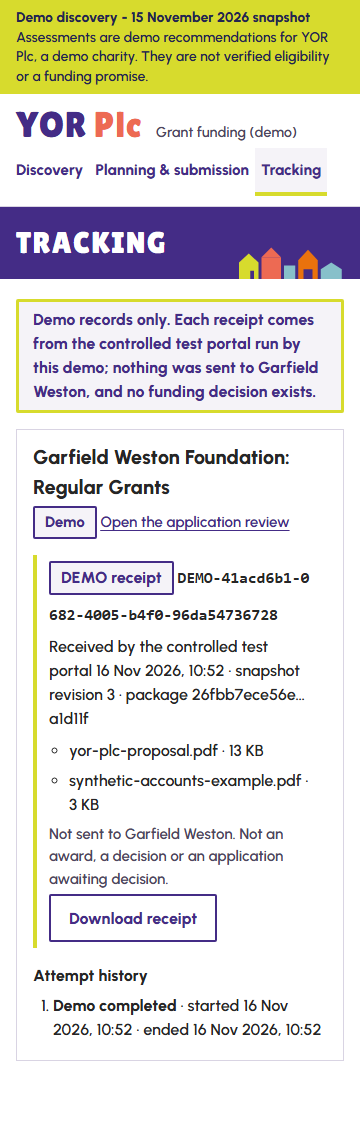 Demo discovery - 15 November 2026 snapshot
Assessments are demo recommendations for YOR
Plc, a demo charity. They are not verified eligibility
or a funding promise.
YOR Plc Grant funding (demo)
Discovery Planning & submission Tracking
TRACKING
Demo records only. Each receipt comes
from the controlled test portal run by
this demo; nothing was sent to Garfield
Weston, and no funding decision exists.
Garfield Weston Foundation:
Regular Grants
Demo Open the application review
DEMO receipt DEMO-41acd6b1-0
682-4005-b4f0-96da54736728
Received by the controlled test
portal 16 Nov 2026, 10:52 · snapshot
revision 3 · package 26fbb7ece56e…
a1d11f
◦ yor-plc-proposal.pdf · 13 KB
◦ synthetic-accounts-example.pdf ·
3 KB
Not sent to Garfield Weston. Not an
award, a decision or an application
awaiting decision.
Download receipt
Attempt history
1. Demo completed · started 16 Nov
2026, 10:52 · ended 16 Nov 2026, 10:52